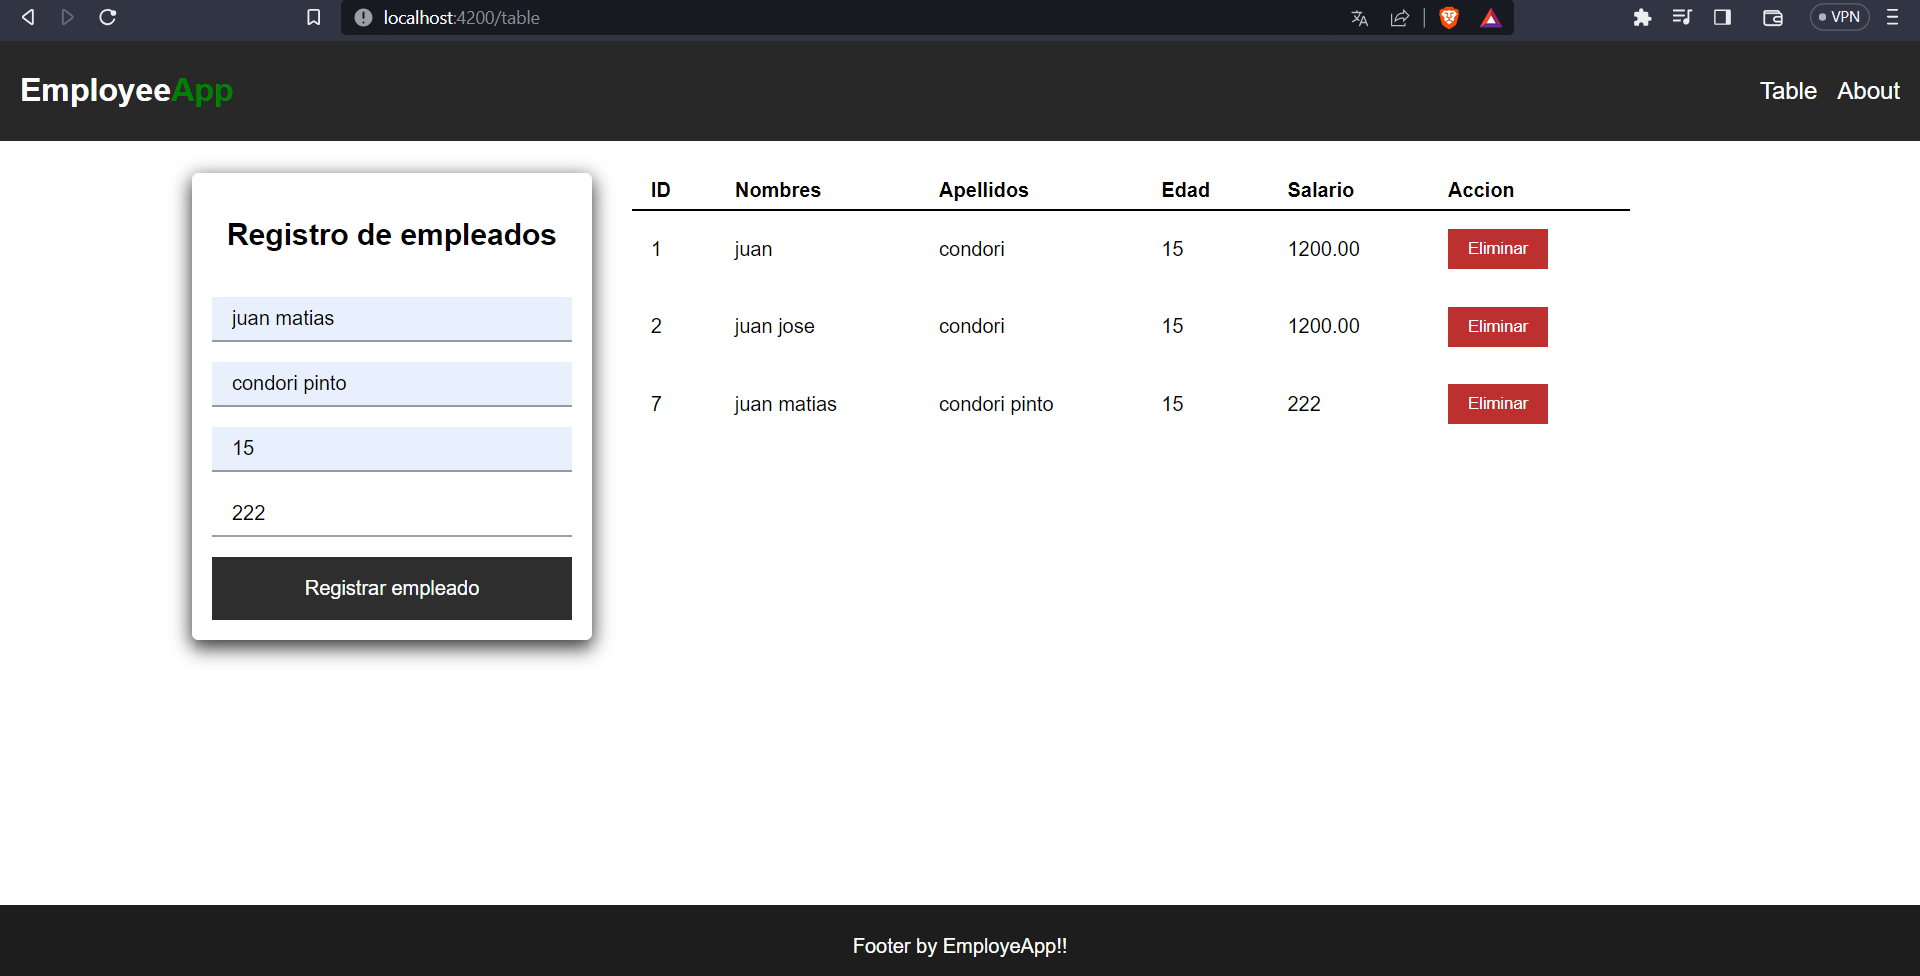 localhost:4200/table
VPN
EmployeeApp
Table About
Registro de empleados
juan matias
condori pinto
15
222
Registrar empleado
ID Nombres Apellidos Edad Salario Accion
1 juan condori 15 1200.00 Eliminar
2 juan jose condori 15 1200.00 Eliminar
7 juan matias condori pinto 15 222 Eliminar
Footer by EmployeApp!!